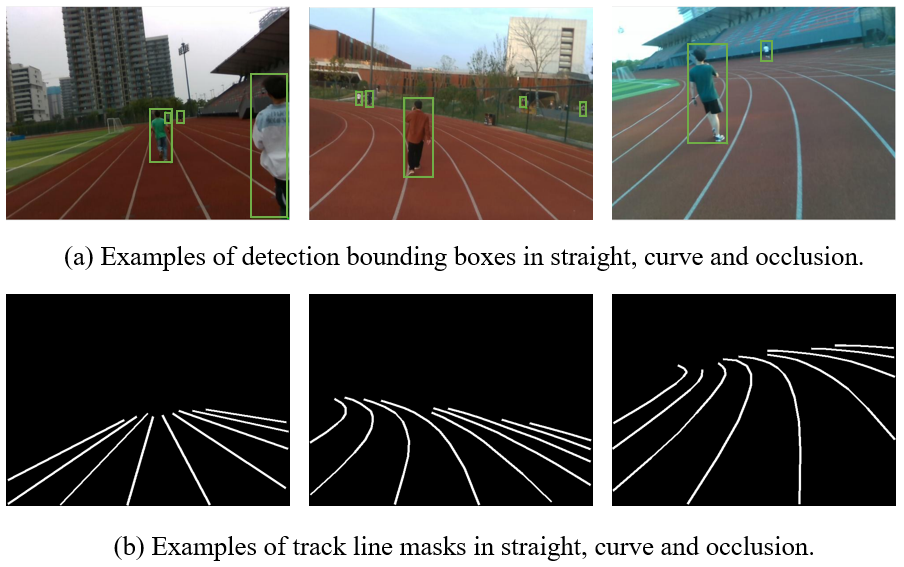 (a) Examples of detection bounding boxes in straight, curve and occlusion.
(b) Examples of track line masks in straight, curve and occlusion.